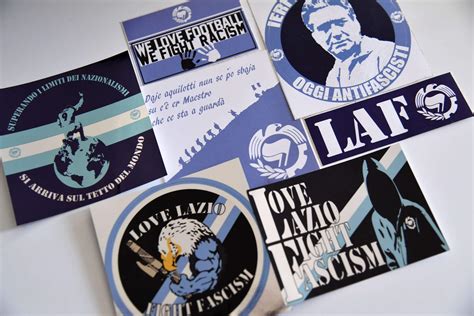 WE LOVE FOOTBALL
WE FIGHT RACISM
IERI
OGGI ANTIFASCISTI
SUPERANDO I LIMITI DEI NAZIONALISMI
SI ARRIVA SUL TETTO DEL MONDO
Daje aquilotti nun se pò sbaja
su c'è er Maestro
che ce sta a guardà
LAF
LOVE LAZIO
FIGHT FASCISM
LOVE
LAZIO
FIGHT
FASCISM